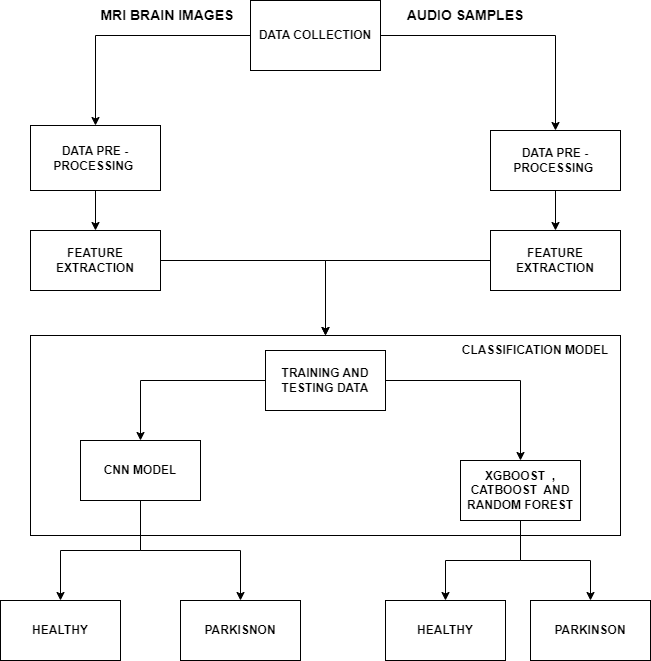 MRI BRAIN IMAGES
AUDIO SAMPLES
DATA COLLECTION
DATA PRE -
PROCESSING
DATA PRE -
PROCESSING
FEATURE
EXTRACTION
FEATURE
EXTRACTION
CLASSIFICATION MODEL
TRAINING AND
TESTING DATA
CNN MODEL
XGBOOST ,
CATBOOST AND
RANDOM FOREST
HEALTHY
PARKISNON
HEALTHY
PARKINSON